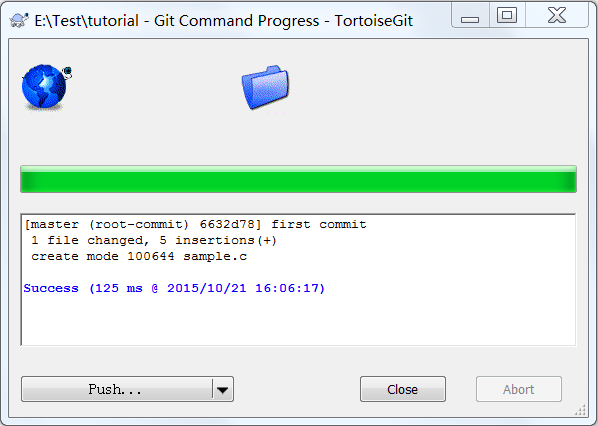 E:\Test\tutorial - Git Command Progress - TortoiseGit
[master (root-commit) 6632d78] first commit
1 file changed, 5 insertions(+)
create mode 100644 sample.c
Success (125 ms @ 2015/10/21 16:06:17)
Push...
Close
Abort